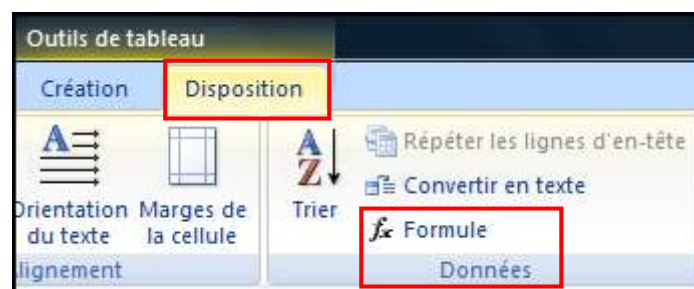 Outils de tableau
Création Disposition
Orientation du texte
Marges de la cellule
Trier
Répéter les lignes d'en-tête
Convertir en texte
fx Formule
lignement
Données